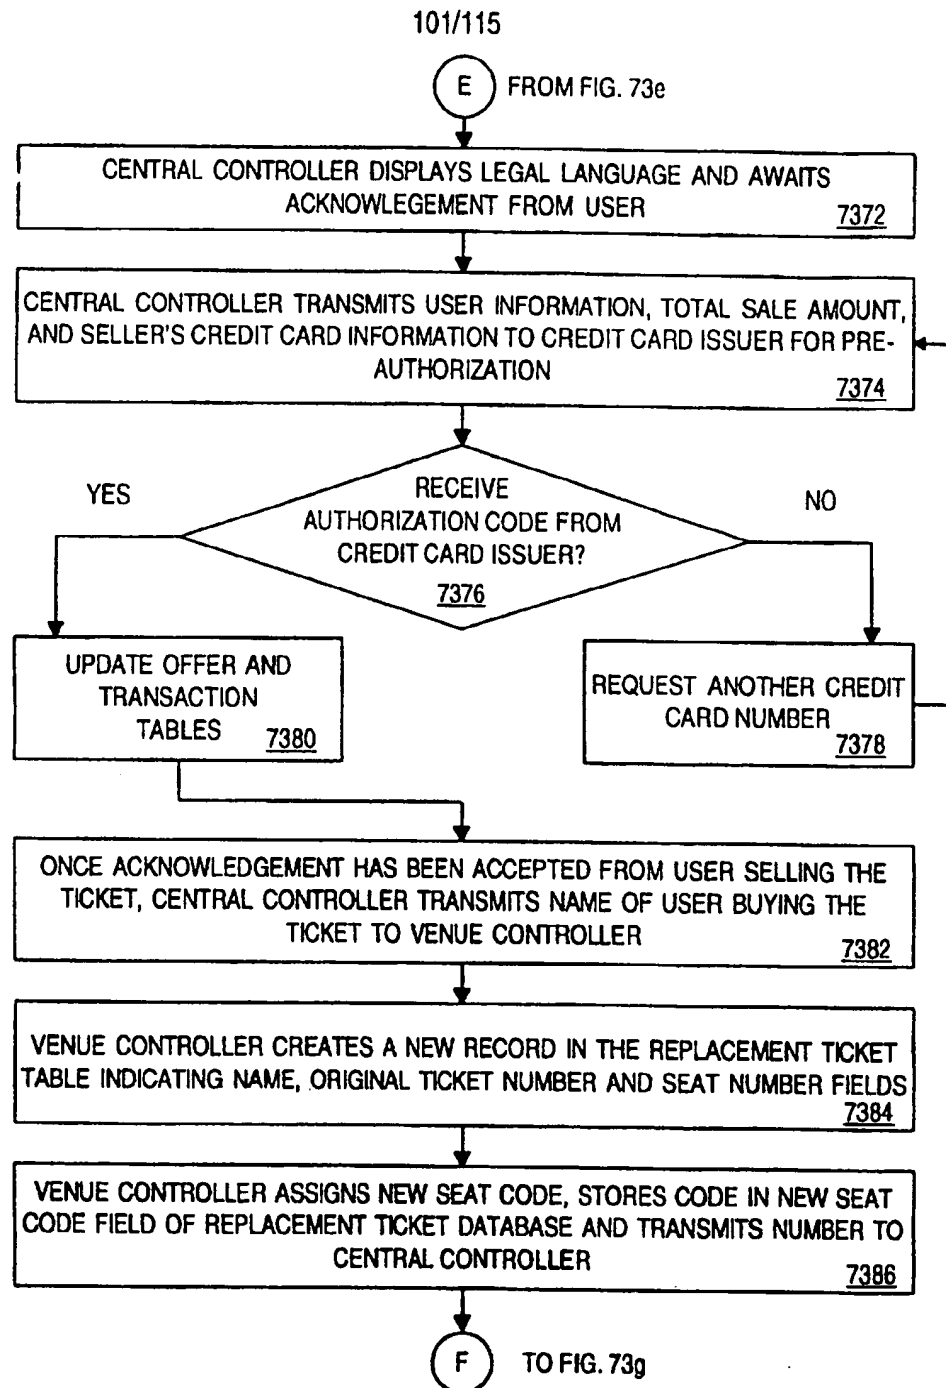 101/115
E FROM FIG. 73e
CENTRAL CONTROLLER DISPLAYS LEGAL LANGUAGE AND AWAITS
ACKNOWLEGEMENT FROM USER
7372
CENTRAL CONTROLLER TRANSMITS USER INFORMATION, TOTAL SALE AMOUNT,
AND SELLER'S CREDIT CARD INFORMATION TO CREDIT CARD ISSUER FOR PRE-
AUTHORIZATION
7374
YES
RECEIVE
AUTHORIZATION CODE FROM
CREDIT CARD ISSUER?
7376
NO
UPDATE OFFER AND
TRANSACTION
TABLES
7380
REQUEST ANOTHER CREDIT
CARD NUMBER
7378
ONCE ACKNOWLEDGEMENT HAS BEEN ACCEPTED FROM USER SELLING THE
TICKET, CENTRAL CONTROLLER TRANSMITS NAME OF USER BUYING THE
TICKET TO VENUE CONTROLLER
7382
VENUE CONTROLLER CREATES A NEW RECORD IN THE REPLACEMENT TICKET
TABLE INDICATING NAME, ORIGINAL TICKET NUMBER AND SEAT NUMBER FIELDS
7384
VENUE CONTROLLER ASSIGNS NEW SEAT CODE, STORES CODE IN NEW SEAT
CODE FIELD OF REPLACEMENT TICKET DATABASE AND TRANSMITS NUMBER TO
CENTRAL CONTROLLER
7386
F TO FIG. 73g